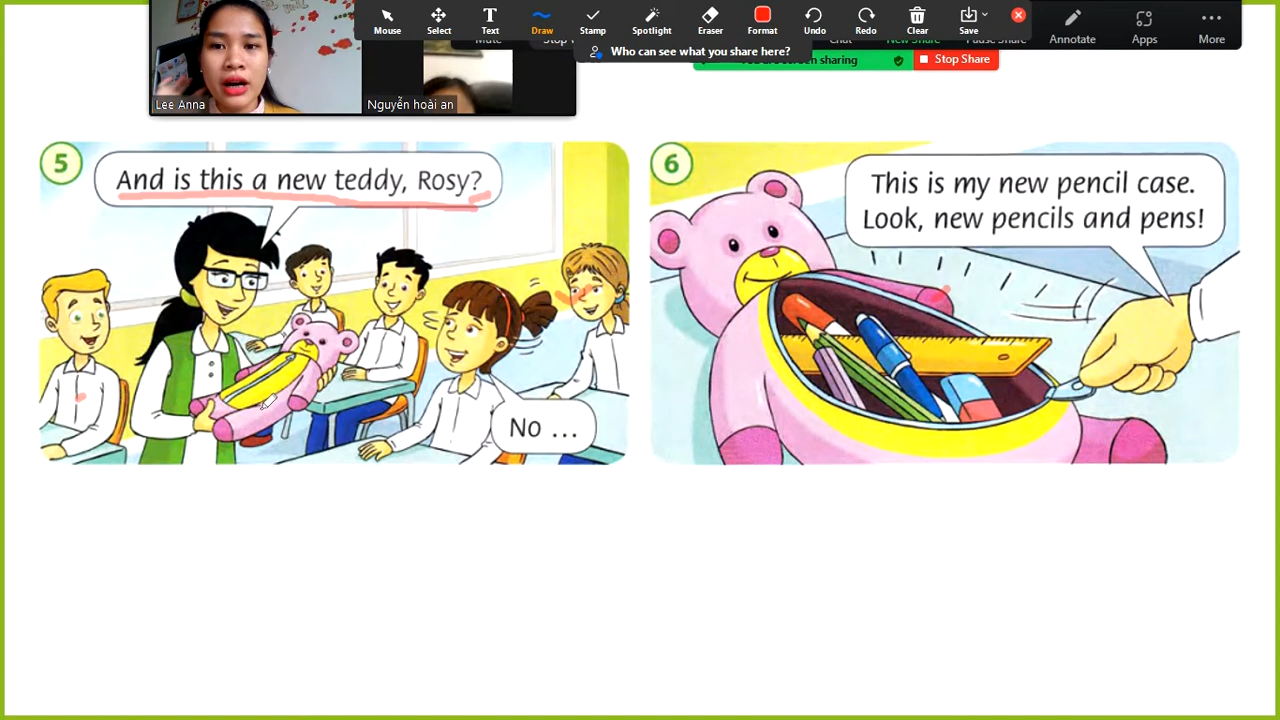 Mouse
Select
Text
Draw
Stamp
Spotlight
Eraser
Format
Undo
Redo
Clear
Save
Annotate
Apps
More
Who can see what you share here?
screen sharing
Stop Share
Lee Anna
Nguyễn hoài an
5
And is this a new teddy, Rosy?
No ...
6
This is my new pencil case.
Look, new pencils and pens!